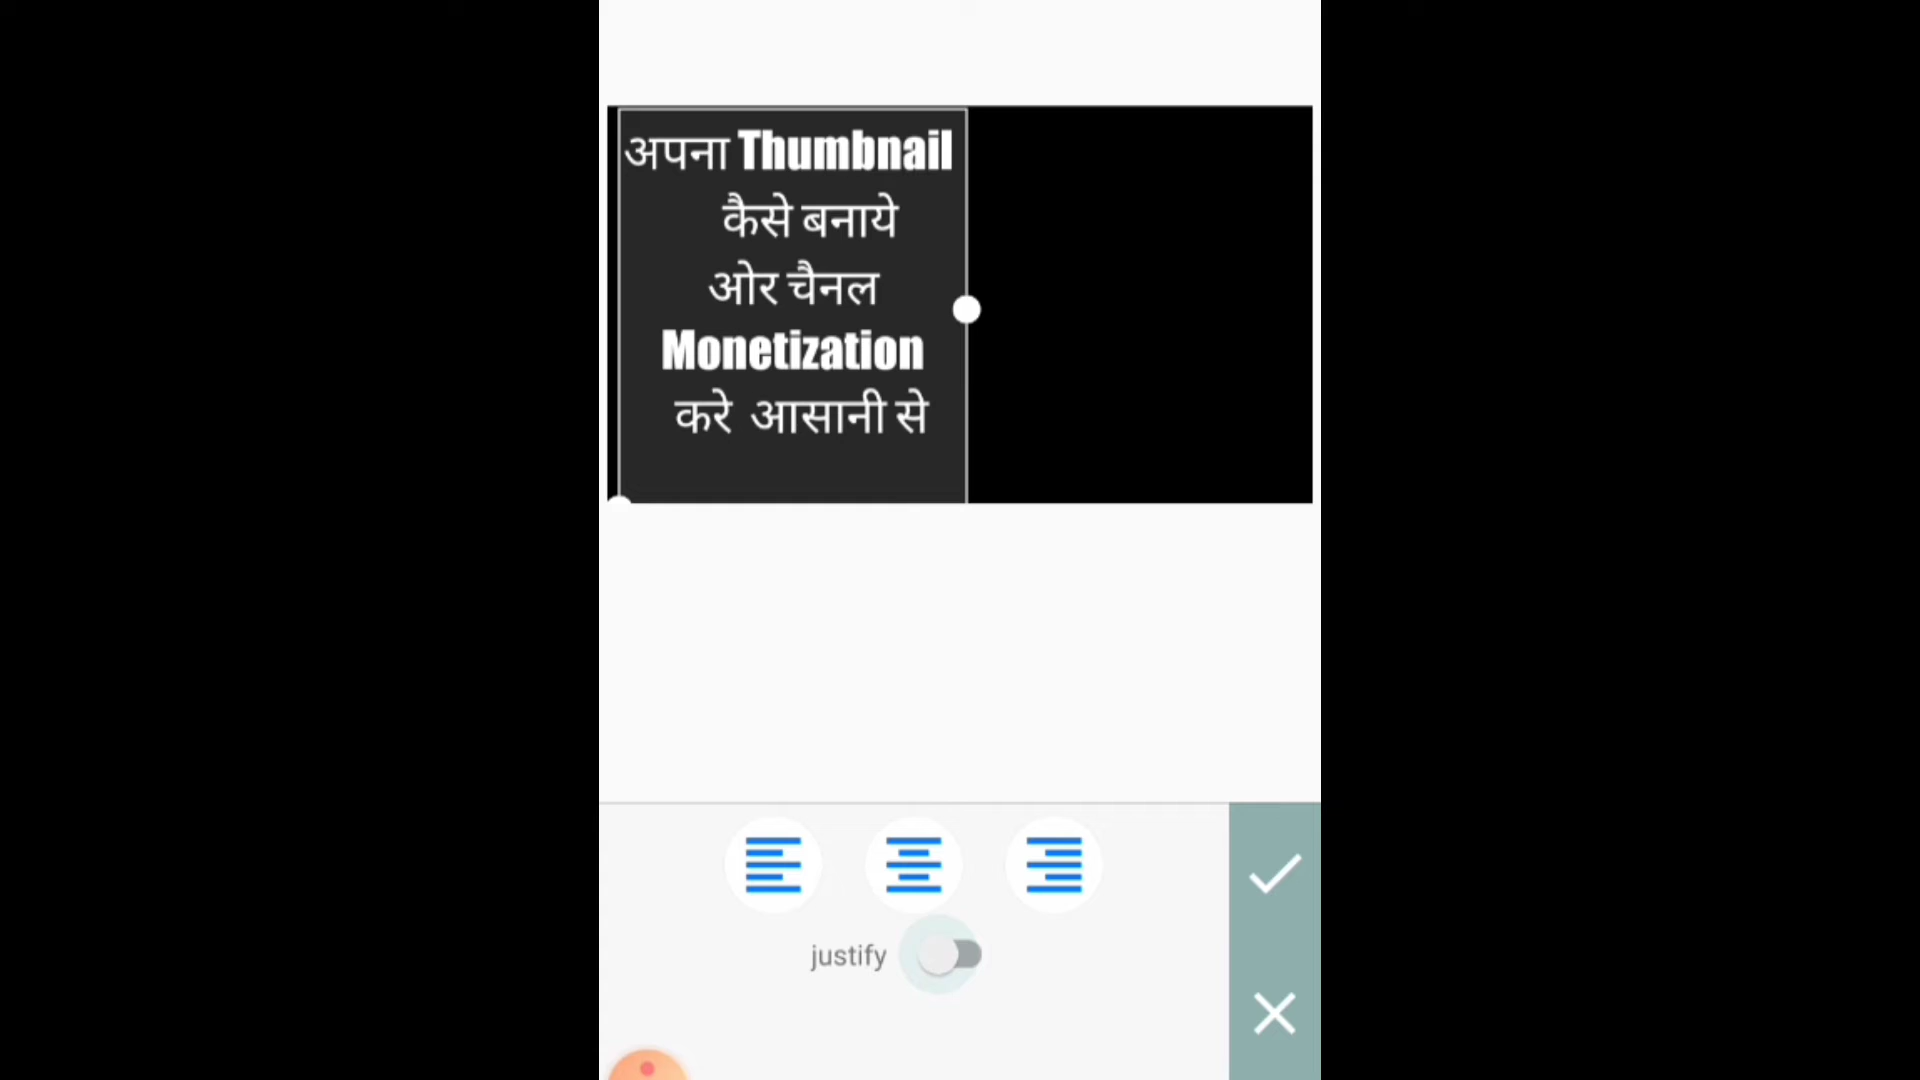 अपना Thumbnail
कैसे बनाये
ओर चैनल
Monetization
करे आसानी से
justify